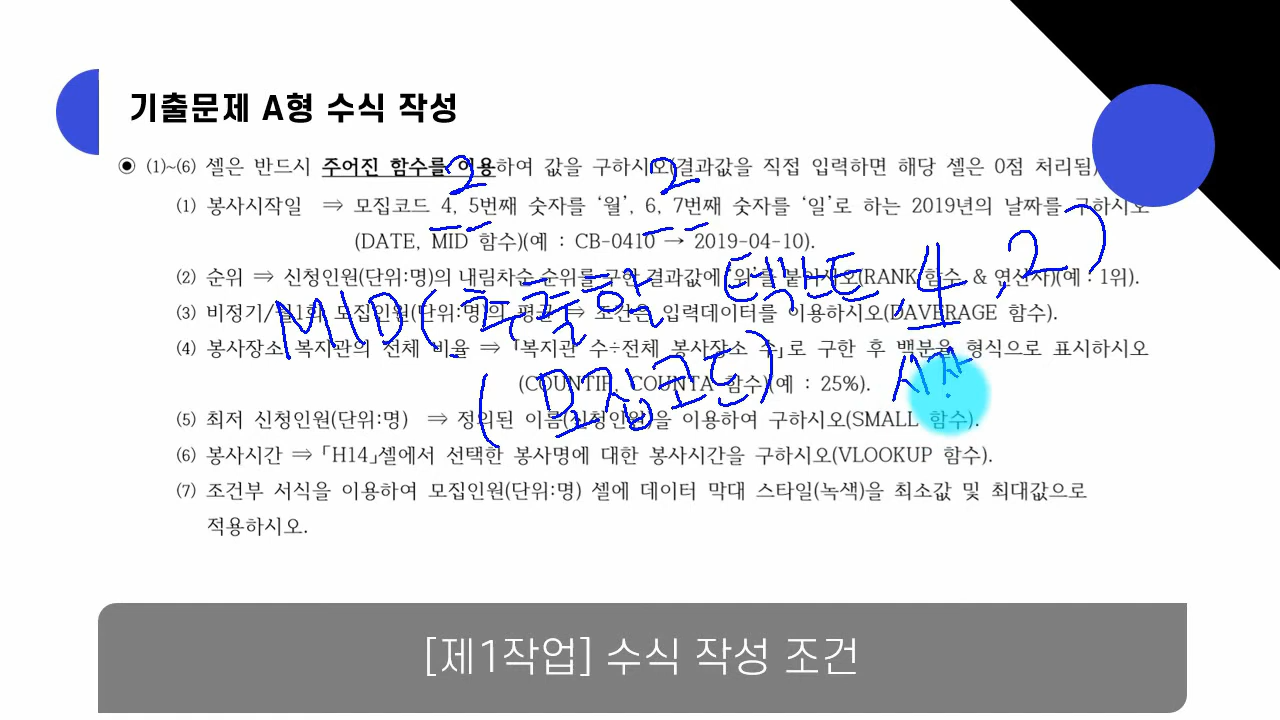 기출문제 A형 수식 작성
◉ (1)~(6) 셀은 반드시 주어진 함수를 이용하여 값을 구하시오(결과값을 직접 입력하면 해당 셀은 0점 처리됨)
2 2
(1) 봉사시작일 ⇒ 모집코드 4, 5번째 숫자를 ‘월’, 6, 7번째 숫자를 ‘일’로 하는 2019년의 날짜를 구하시오
(DATE, MID 함수)(예 : CB-0410 → 2019-04-10).
(2) 순위 ⇒ 신청인원(단위:명)의 내림차순 순위를 구한 결과값에 ‘위’를 붙이시오(RANK 함수 & 연산자)(예 : 1위).
MID( 추출할 텍스트, 4, 2)
(3) 비정기/월1회 모집인원(단위:명)의 평균 ⇒ 조건은 입력데이터를 이용하시오(DAVERAGE 함수).
(4) 봉사장소 복지관의 전체 비율 ⇒ 「복지관 수÷전체 봉사장소 수」로 구한 후 백분율 형식으로 표시하시오
(COUNTIF, COUNTA 함수)(예 : 25%).
(모집코드) 시작
(5) 최저 신청인원(단위:명) ⇒ 정의된 이름(신청인원)을 이용하여 구하시오(SMALL 함수).
(6) 봉사시간 ⇒ 「H14」셀에서 선택한 봉사명에 대한 봉사시간을 구하시오(VLOOKUP 함수).
(7) 조건부 서식을 이용하여 모집인원(단위:명) 셀에 데이터 막대 스타일(녹색)을 최소값 및 최대값으로
적용하시오.
[제1작업] 수식 작성 조건